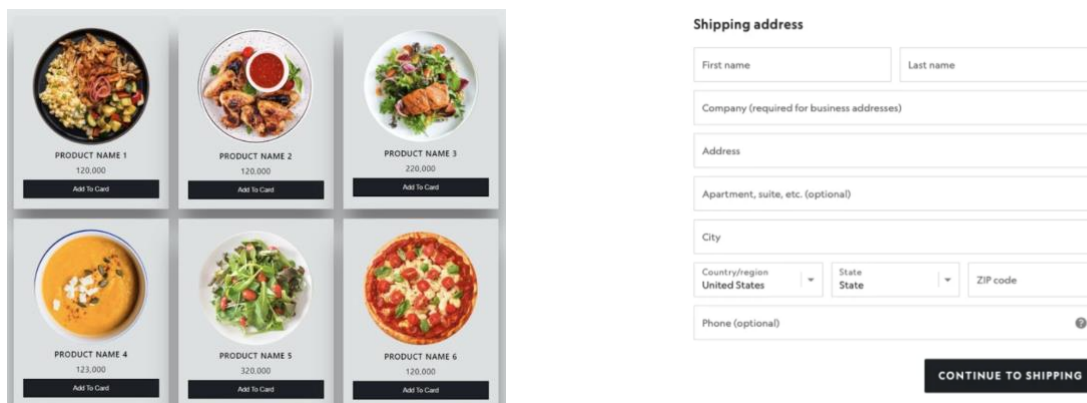 PRODUCT NAME 1
120,000
Add To Card
PRODUCT NAME 2
120,000
Add To Card
PRODUCT NAME 3
220,000
Add To Card
PRODUCT NAME 4
123,000
Add To Card
PRODUCT NAME 5
320,000
Add To Card
PRODUCT NAME 6
120,000
Add To Card
Shipping address
First name
Last name
Company (required for business addresses)
Address
Apartment, suite, etc. (optional)
City
Country/region
United States
State
State
ZIP code
Phone (optional)
?
CONTINUE TO SHIPPING